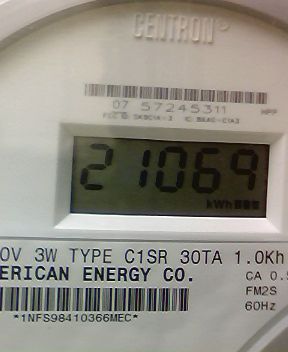 CENTRON
07 57245311
21069
kWh
0V 3W TYPE C1SR 30TA 1.0Kh
ERICAN ENERGY CO.
CA 0.5
FM2S
60Hz
*1NFS98410366MEC*